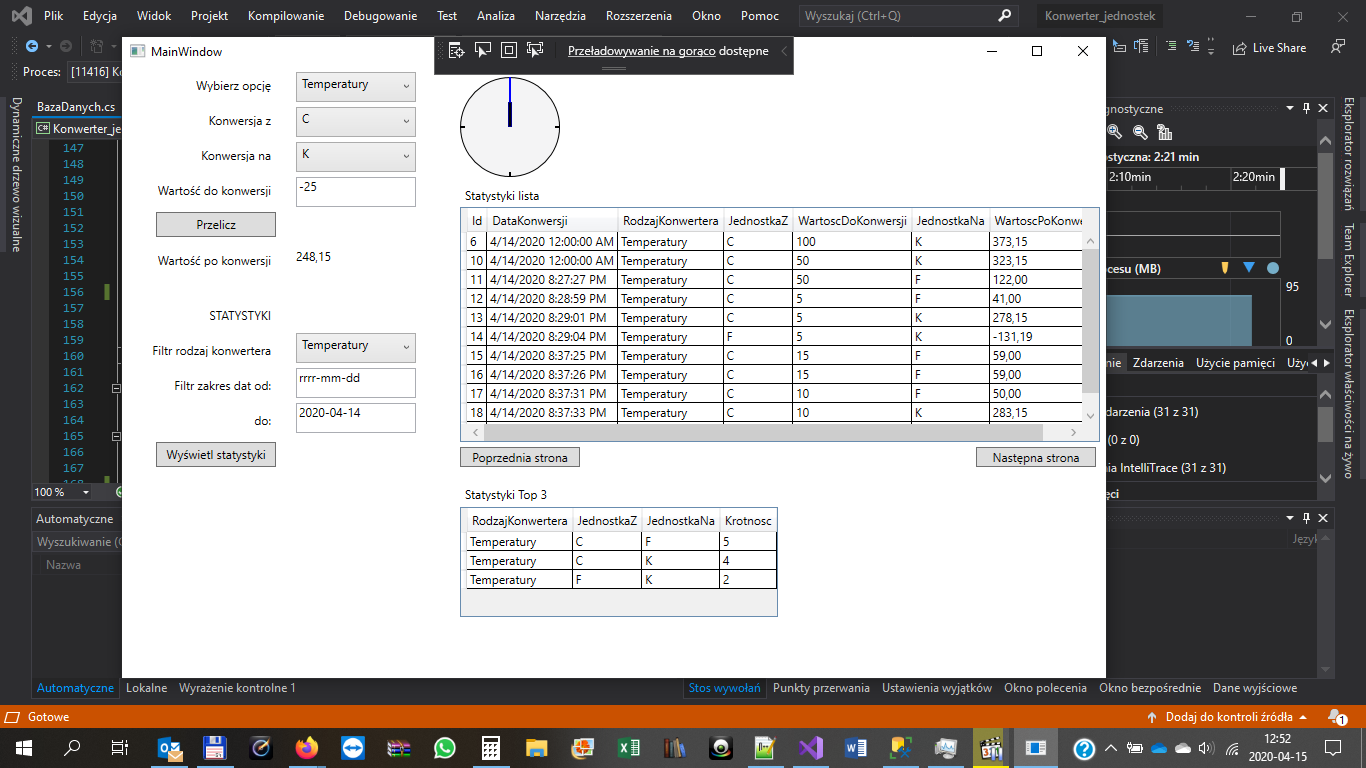 Plik Edycja Widok Projekt Kompilowanie Debugowanie Test Analiza Narzędzia Rozszerzenia Okno Pomoc Wyszukaj (Ctrl+Q) Konwerter_jednostek
Live Share
Proces: [11416] Ko
MainWindow
Przeładowywanie na gorąco dostępne
Dynamiczne drzewo wizualne
BazaDanych.cs
C# Konwerter_je
147
148
149
150
151
152
153
154
155
156
157
158
159
160
161
162
163
164
165
166
167
168
100 %
Wybierz opcję Temperatury
Konwersja z C
Konwersja na K
Wartość do konwersji -25
Przelicz
Wartość po konwersji 248,15
STATYSTYKI
Filtr rodzaj konwertera Temperatury
Filtr zakres dat od: rrrr-mm-dd
do: 2020-04-14
Wyświetl statystyki
Statystyki lista
Id DataKonwersji RodzajKonwertera JednostkaZ WartoscDoKonwersji JednostkaNa WartoscPoKonwe
6 4/14/2020 12:00:00 AM Temperatury C 100 K 373,15
10 4/14/2020 12:00:00 AM Temperatury C 50 K 323,15
11 4/14/2020 8:27:27 PM Temperatury C 50 F 122,00
12 4/14/2020 8:28:59 PM Temperatury C 5 F 41,00
13 4/14/2020 8:29:01 PM Temperatury C 5 K 278,15
14 4/14/2020 8:29:04 PM Temperatury F 5 K -131,19
15 4/14/2020 8:37:25 PM Temperatury C 15 F 59,00
16 4/14/2020 8:37:26 PM Temperatury C 15 F 59,00
17 4/14/2020 8:37:31 PM Temperatury C 10 F 50,00
18 4/14/2020 8:37:33 PM Temperatury C 10 K 283,15
Poprzednia strona Następna strona
Statystyki Top 3
RodzajKonwertera JednostkaZ JednostkaNa Krotnosc
Temperatury C F 5
Temperatury C K 4
Temperatury F K 2
gnostyczne
ostyczna: 2:21 min
2:10min 2:20min
ocesu (MB)
95
0
nie Zdarzenia Użycie pamięci Użyc
darzenia (31 z 31)
(0 z 0)
nia IntelliTrace (31 z 31)
ęci
Eksplorator rozwiązań
Team Explorer
Eksplorator właściwości na żywo
Automatyczne
Wyszukiwanie (C
Nazwa
Język
Automatyczne Lokalne Wyrażenie kontrolne 1
Stos wywołań Punkty przerwania Ustawienia wyjątków Okno polecenia Okno bezpośrednie Dane wyjściowe
Gotowe Dodaj do kontroli źródła 1
12:52
2020-04-15